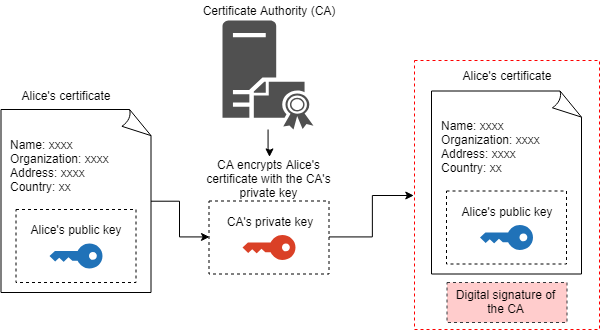 Certificate Authority (CA)
Alice's certificate
Name: xxxx
Organization: xxxx
Address: xxxx
Country: xx
Alice's public key
CA encrypts Alice's
certificate with the CA's
private key
CA's private key
Alice's certificate
Name: xxxx
Organization: xxxx
Address: xxxx
Country: xx
Alice's public key
Digital signature of
the CA